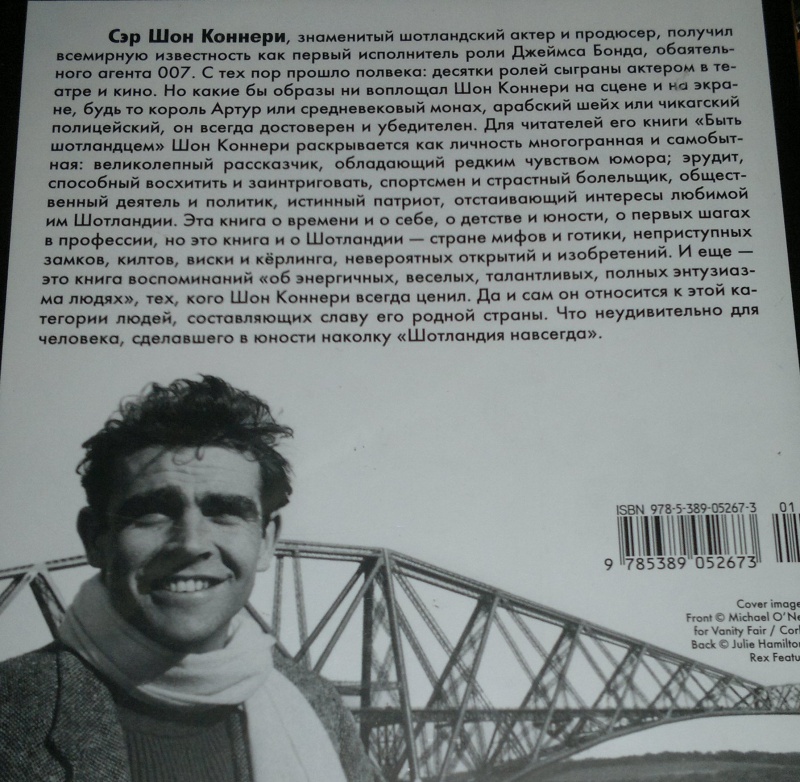 Сэр Шон Коннери, знаменитый шотландский актер и продюсер, получил
всемирную известность как первый исполнитель роли Джеймса Бонда, обаятель-
ного агента 007. С тех пор прошло полвека: десятки ролей сыграны актером в те-
атре и кино. Но какие бы образы ни воплощал Шон Коннери на сцене и на экра-
не, будь то король Артур или средневековый монах, арабский шейх или чикагский
полицейский, он всегда достоверен и убедителен. Для читателей его книги «Быть
шотландцем» Шон Коннери раскрывается как личность многогранная и самобыт-
ная: великолепный рассказчик, обладающий редким чувством юмора; эрудит,
способный восхитить и заинтриговать, спортсмен и страстный болельщик, общест-
венный деятель и политик, истинный патриот, отстаивающий интересы любимой
им Шотландии. Эта книга о времени и о себе, о детстве и юности, о первых шагах
в профессии, но это книга и о Шотландии — стране мифов и готики, неприступных
замков, килтов, виски и кёрлинга, невероятных открытий и изобретений. И еще —
это книга воспоминаний «об энергичных, веселых, талантливых, полных энтузиаз-
ма людях», тех, кого Шон Коннери всегда ценил. Да и сам он относится к этой ка-
тегории людей, составляющих славу его родной страны. Что неудивительно для
человека, сделавшего в юности наколку «Шотландия навсегда».
ISBN 978-5-389-05267-3 01
9 785389 052673
Cover image
Front © Michael O'Ne
for Vanity Fair / Corb
Back © Julie Hamilton
Rex Featu